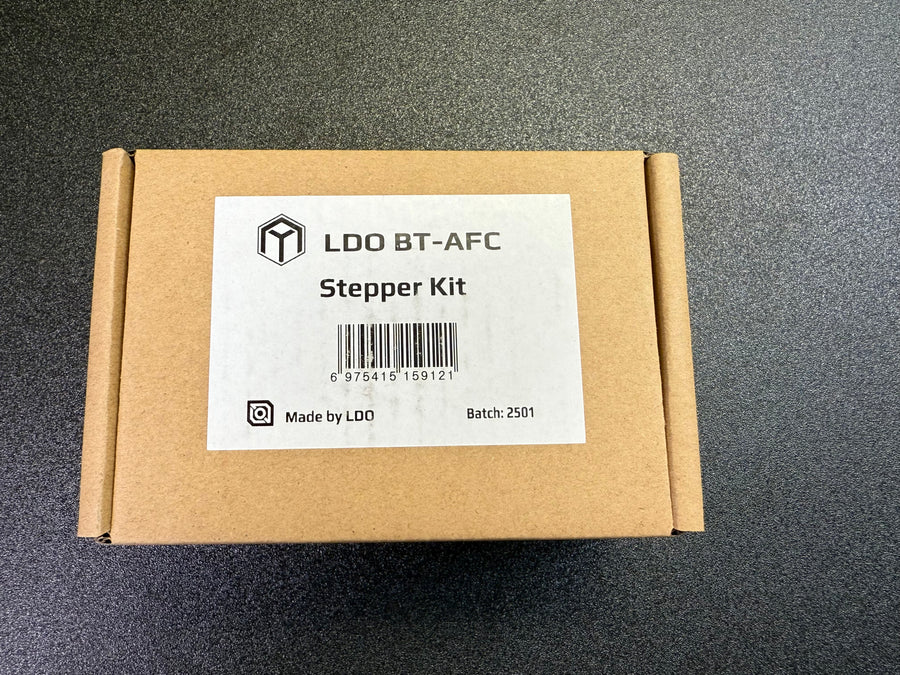 LDO BT-AFC
Stepper Kit
6 975415 159121
Made by LDO
Batch: 2501